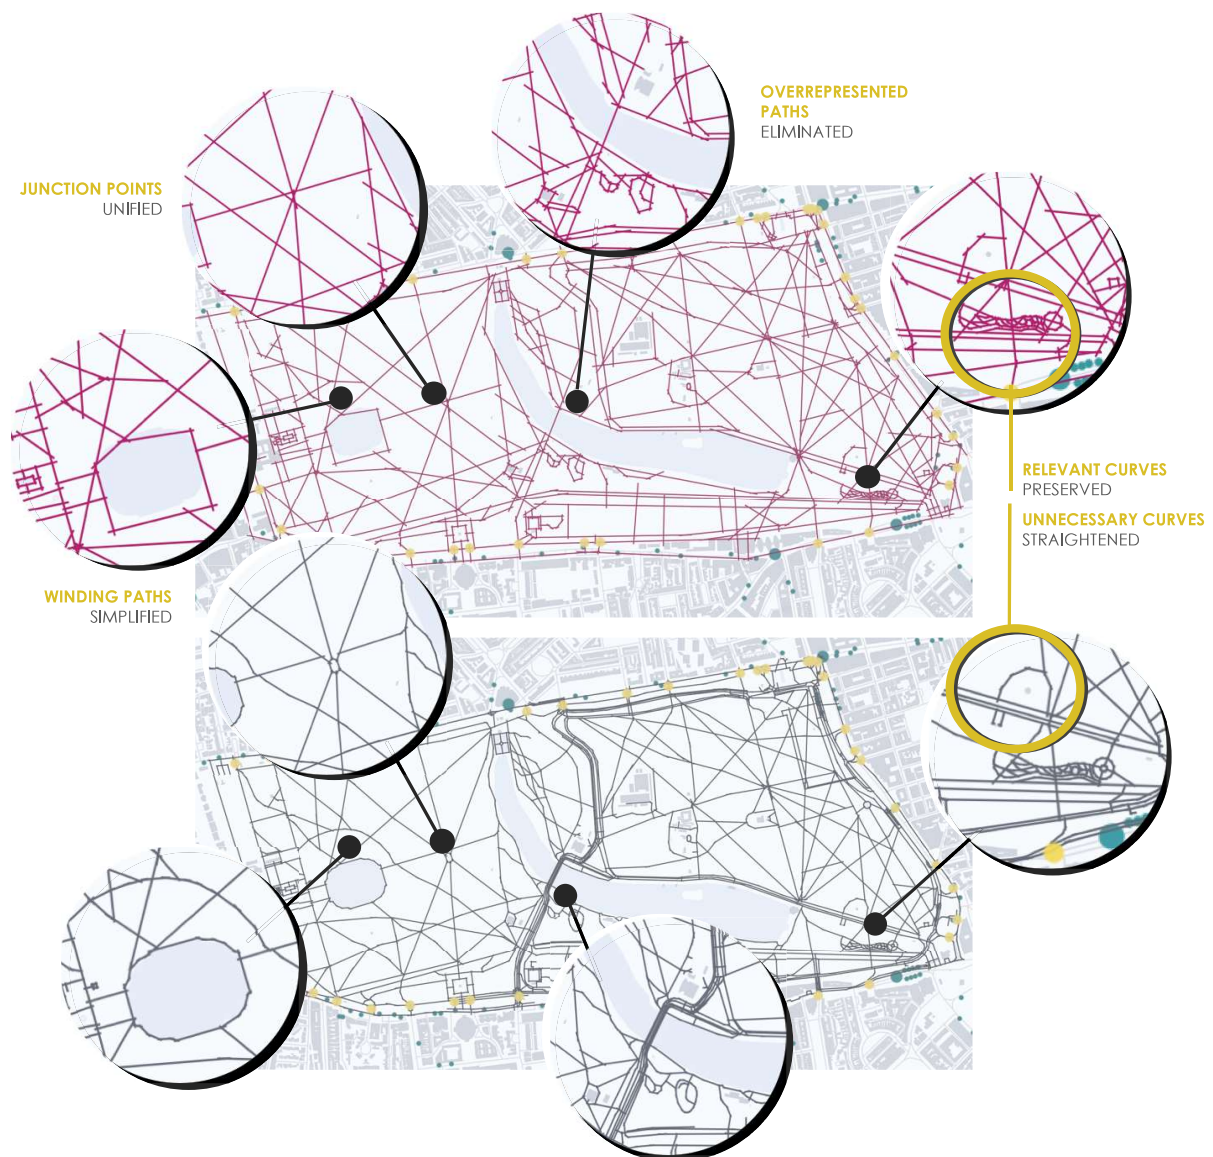 OVERREPRESENTED
PATHS
ELIMINATED
JUNCTION POINTS
UNIFIED
RELEVANT CURVES
PRESERVED
UNNECESSARY CURVES
STRAIGHTENED
WINDING PATHS
SIMPLIFIED